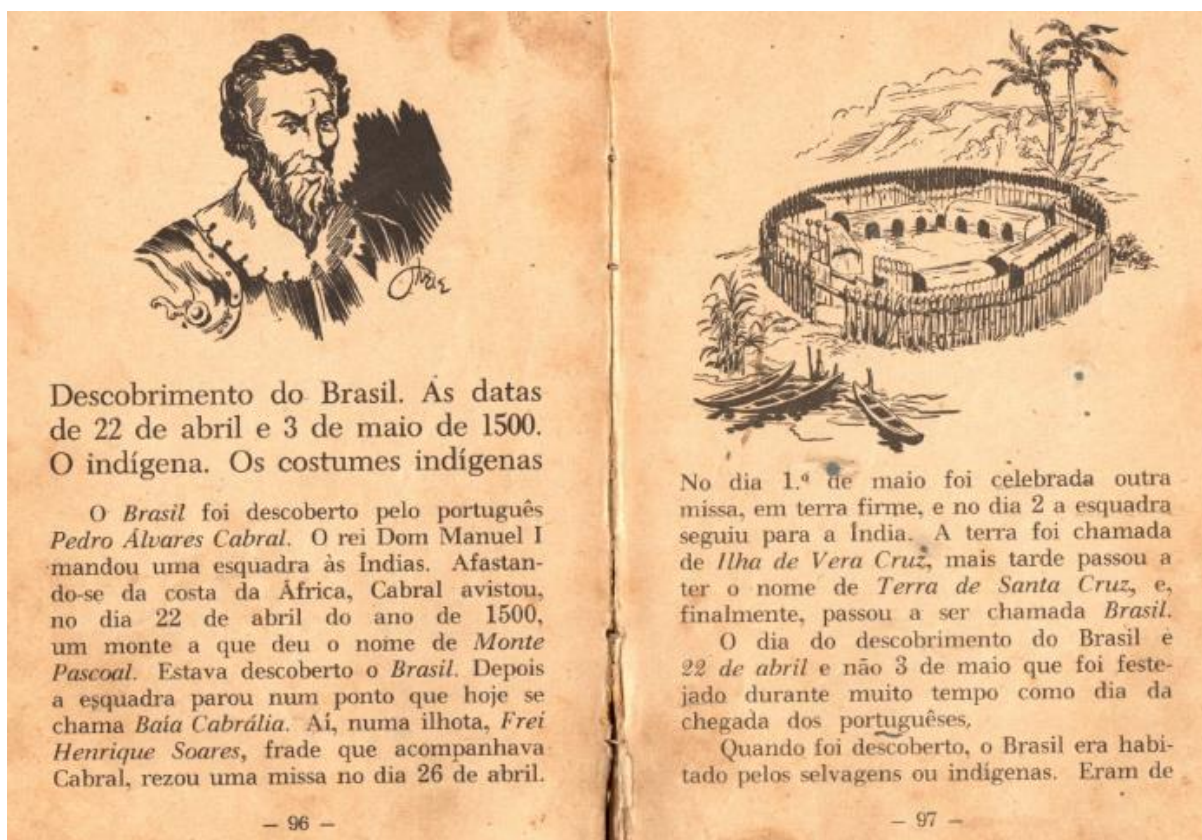 Descobrimento do Brasil. As datas
de 22 de abril e 3 de maio de 1500.
O indígena. Os costumes indígenas
O Brasil foi descoberto pelo português
Pedro Álvares Cabral. O rei Dom Manuel I
mandou uma esquadra às Índias. Afastan-
do-se da costa da África, Cabral avistou,
no dia 22 de abril do ano de 1500,
um monte a que deu o nome de Monte
Pascoal. Estava descoberto o Brasil. Depois
a esquadra parou num ponto que hoje se
chama Baía Cabrália. Aí, numa ilhota, Frei
Henrique Soares, frade que acompanhava
Cabral, rezou uma missa no dia 26 de abril.
— 96 —
No dia 1.º de maio foi celebrada outra
missa, em terra firme, e no dia 2 a esquadra
seguiu para a Índia. A terra foi chamada
de Ilha de Vera Cruz, mais tarde passou a
ter o nome de Terra de Santa Cruz, e,
finalmente, passou a ser chamada Brasil.
O dia do descobrimento do Brasil é
22 de abril e não 3 de maio que foi feste-
jado durante muito tempo como dia da
chegada dos portuguêses.
Quando foi descoberto, o Brasil era habi-
tado pelos selvagens ou indígenas. Eram de
— 97 —